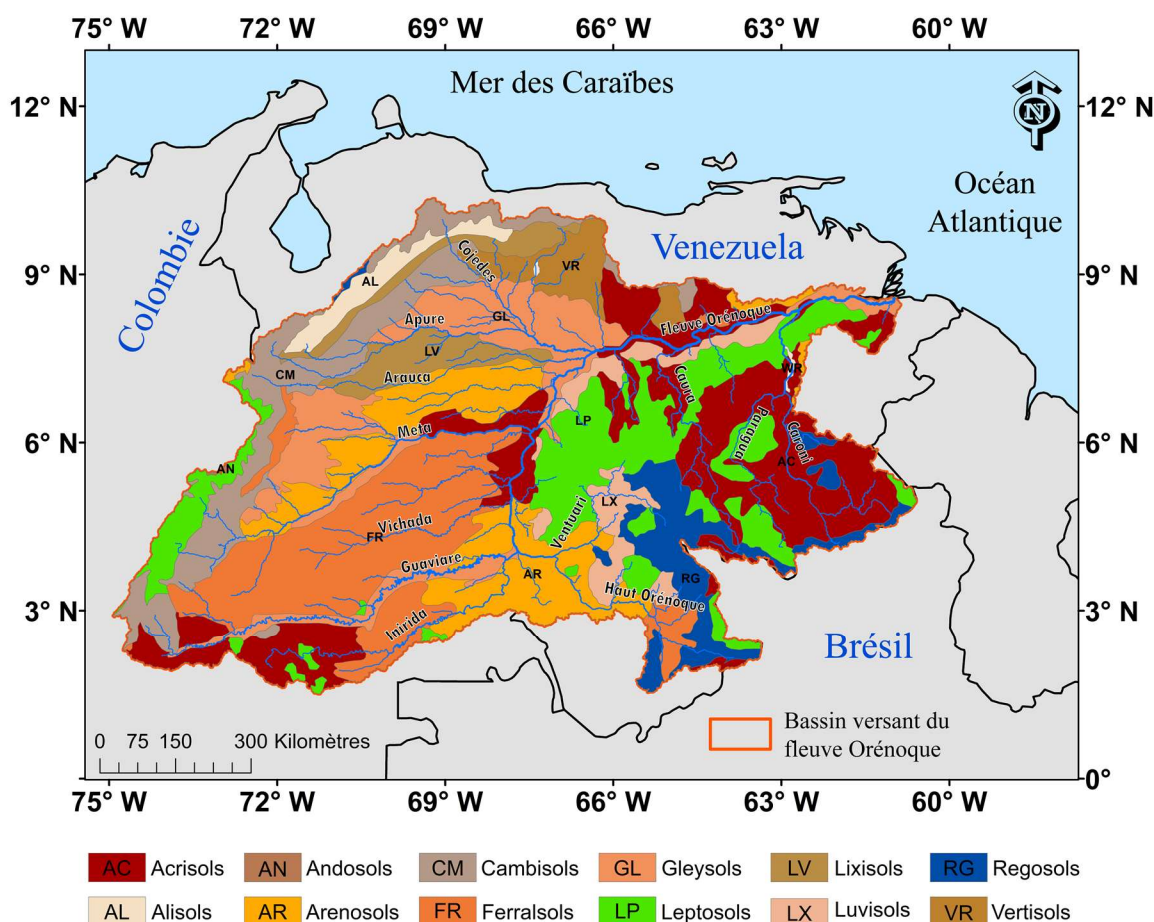 75° W 72° W 69° W 66° W 63° W 60° W
Mer des Caraïbes
12° N 12° N
N
Océan
Atlantique
Colombie
Venezuela
9° N 9° N
Cojedes
VR
AL
Apure
GL
Fleuve Orénoque
LV
CM
Arauca
WR
Caura
Meta
LP
Paragua
Caroni
6° N 6° N
AN
AC
LX
Ventuari
Vichada
FR
Guaviare
AR
RG
Haut Orénoque
3° N 3° N
Inirida
Brésil
Bassin versant du
fleuve Orénoque
0 75 150 300 Kilomètres
0°
75° W 72° W 69° W 66° W 63° W 60° W
AC Acrisols AN Andosols CM Cambisols GL Gleysols LV Lixisols RG Regosols
AL Alisols AR Arenosols FR Ferralsols LP Leptosols LX Luvisols VR Vertisols